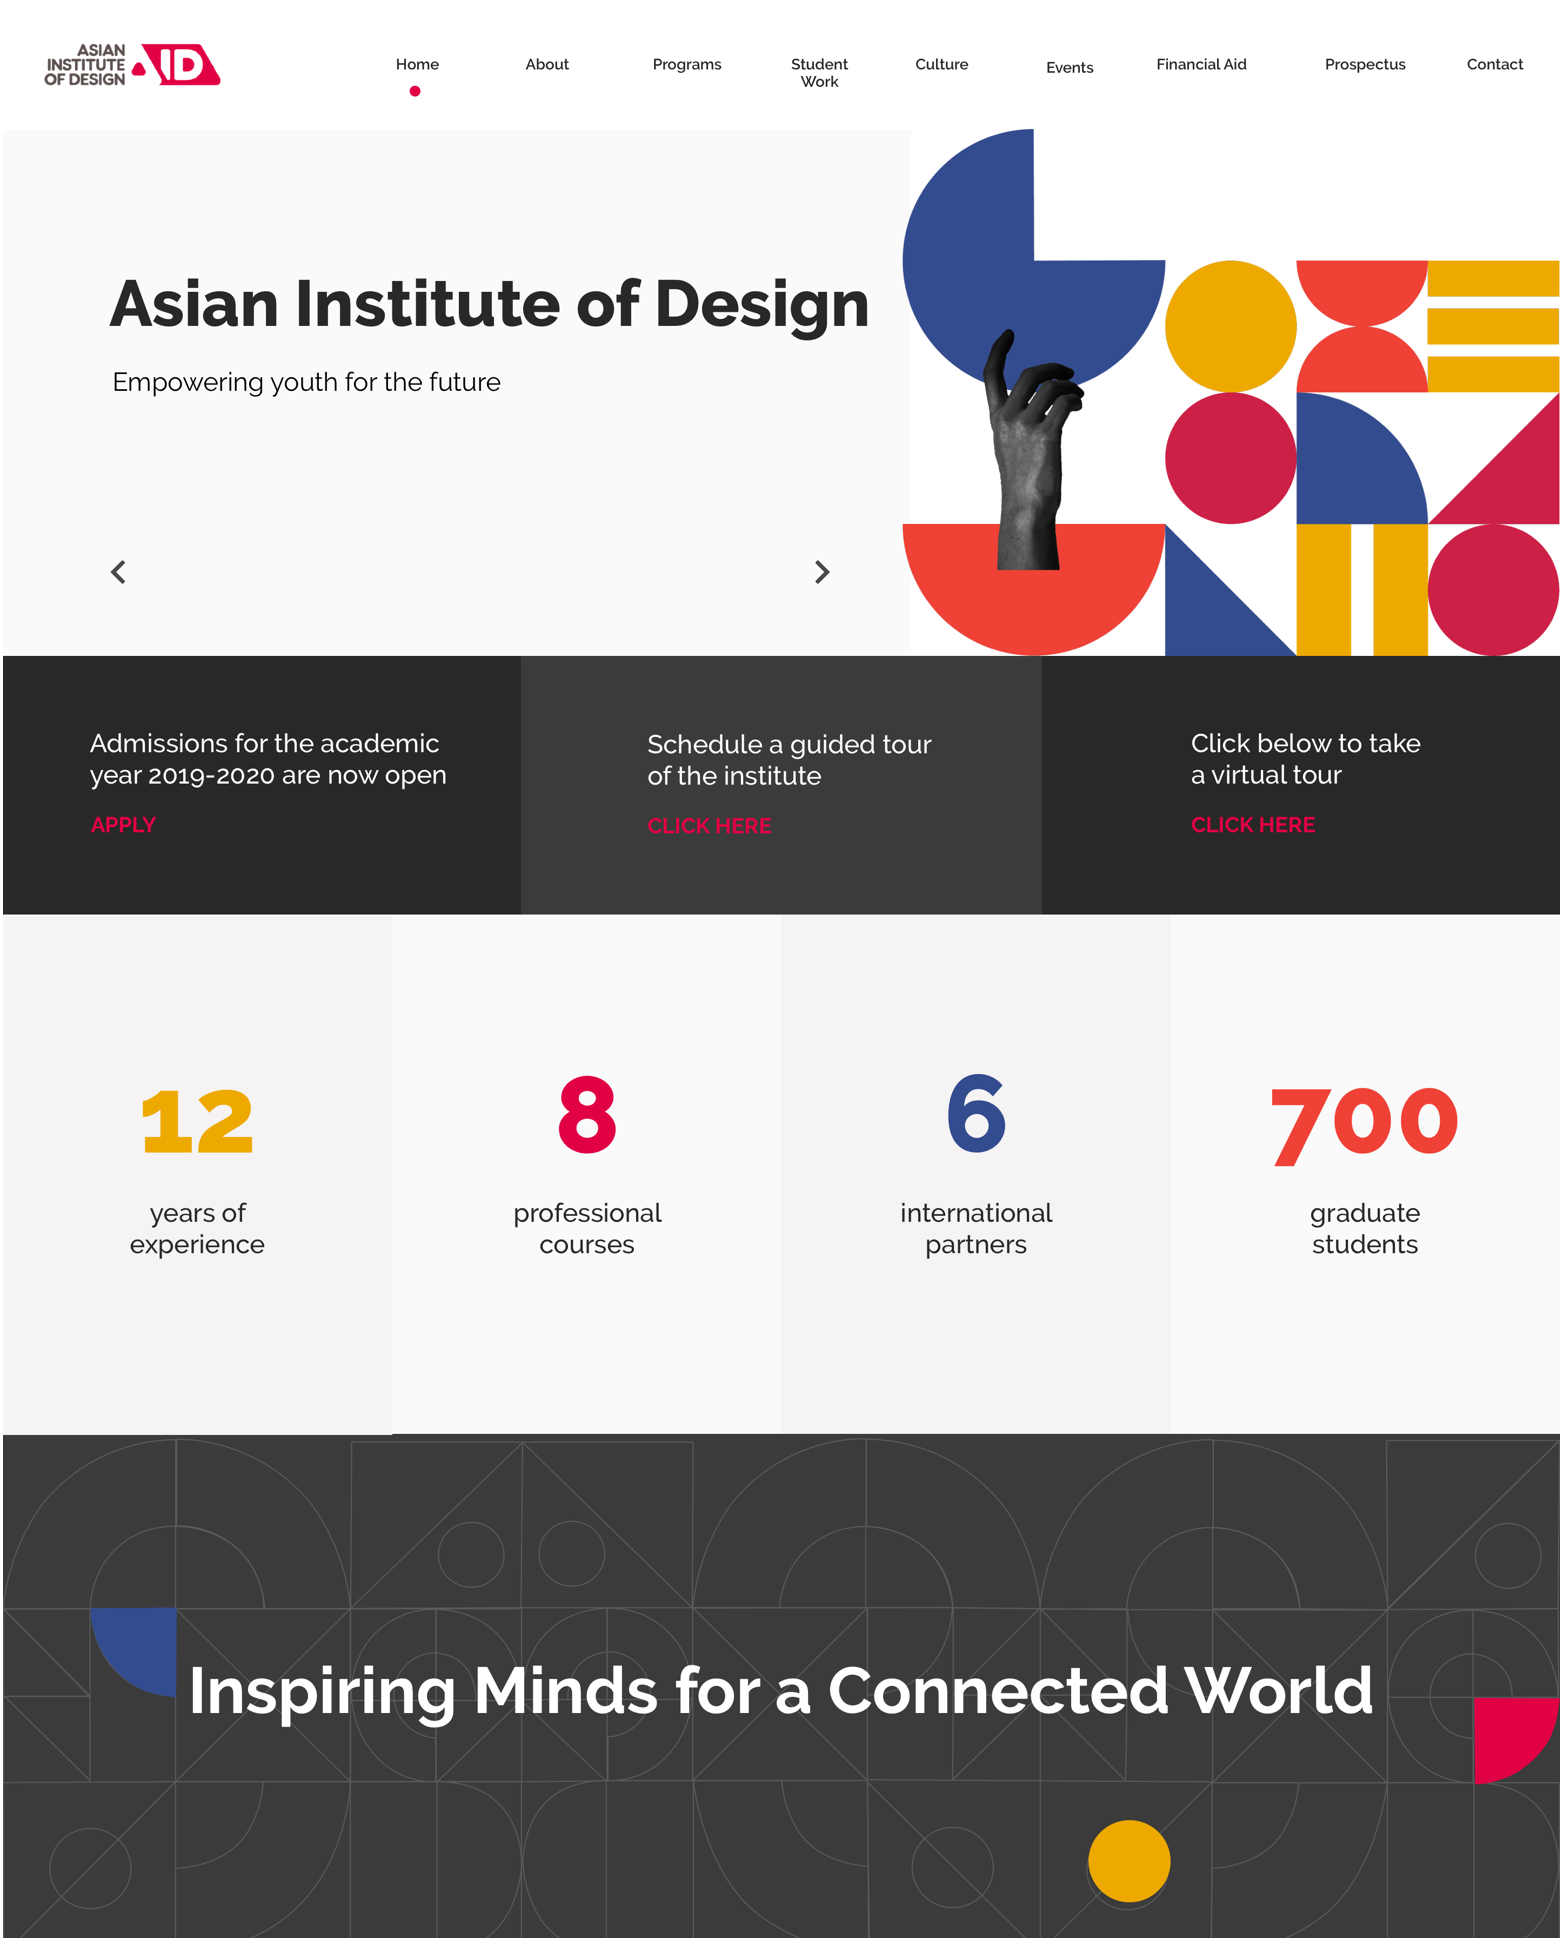 ASIAN
INSTITUTE
OF DESIGN
AID
Home
About
Programs
Student
Work
Culture
Events
Financial Aid
Prospectus
Contact
Asian Institute of Design
Empowering youth for the future
Admissions for the academic
year 2019-2020 are now open
APPLY
Schedule a guided tour
of the institute
CLICK HERE
Click below to take
a virtual tour
CLICK HERE
12
years of
experience
8
professional
courses
6
international
partners
700
graduate
students
Inspiring Minds for a Connected World